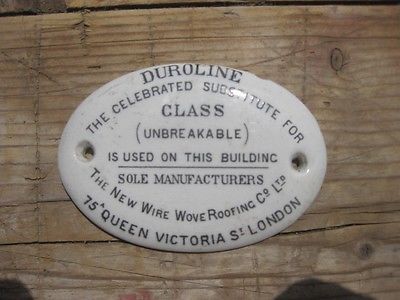 DUROLINE
THE CELEBRATED SUBSTITUTE FOR
GLASS
(UNBREAKABLE)
IS USED ON THIS BUILDING
SOLE MANUFACTURERS
THE NEW WIRE WOVE ROOFING CO LTD
75A QUEEN VICTORIA ST LONDON